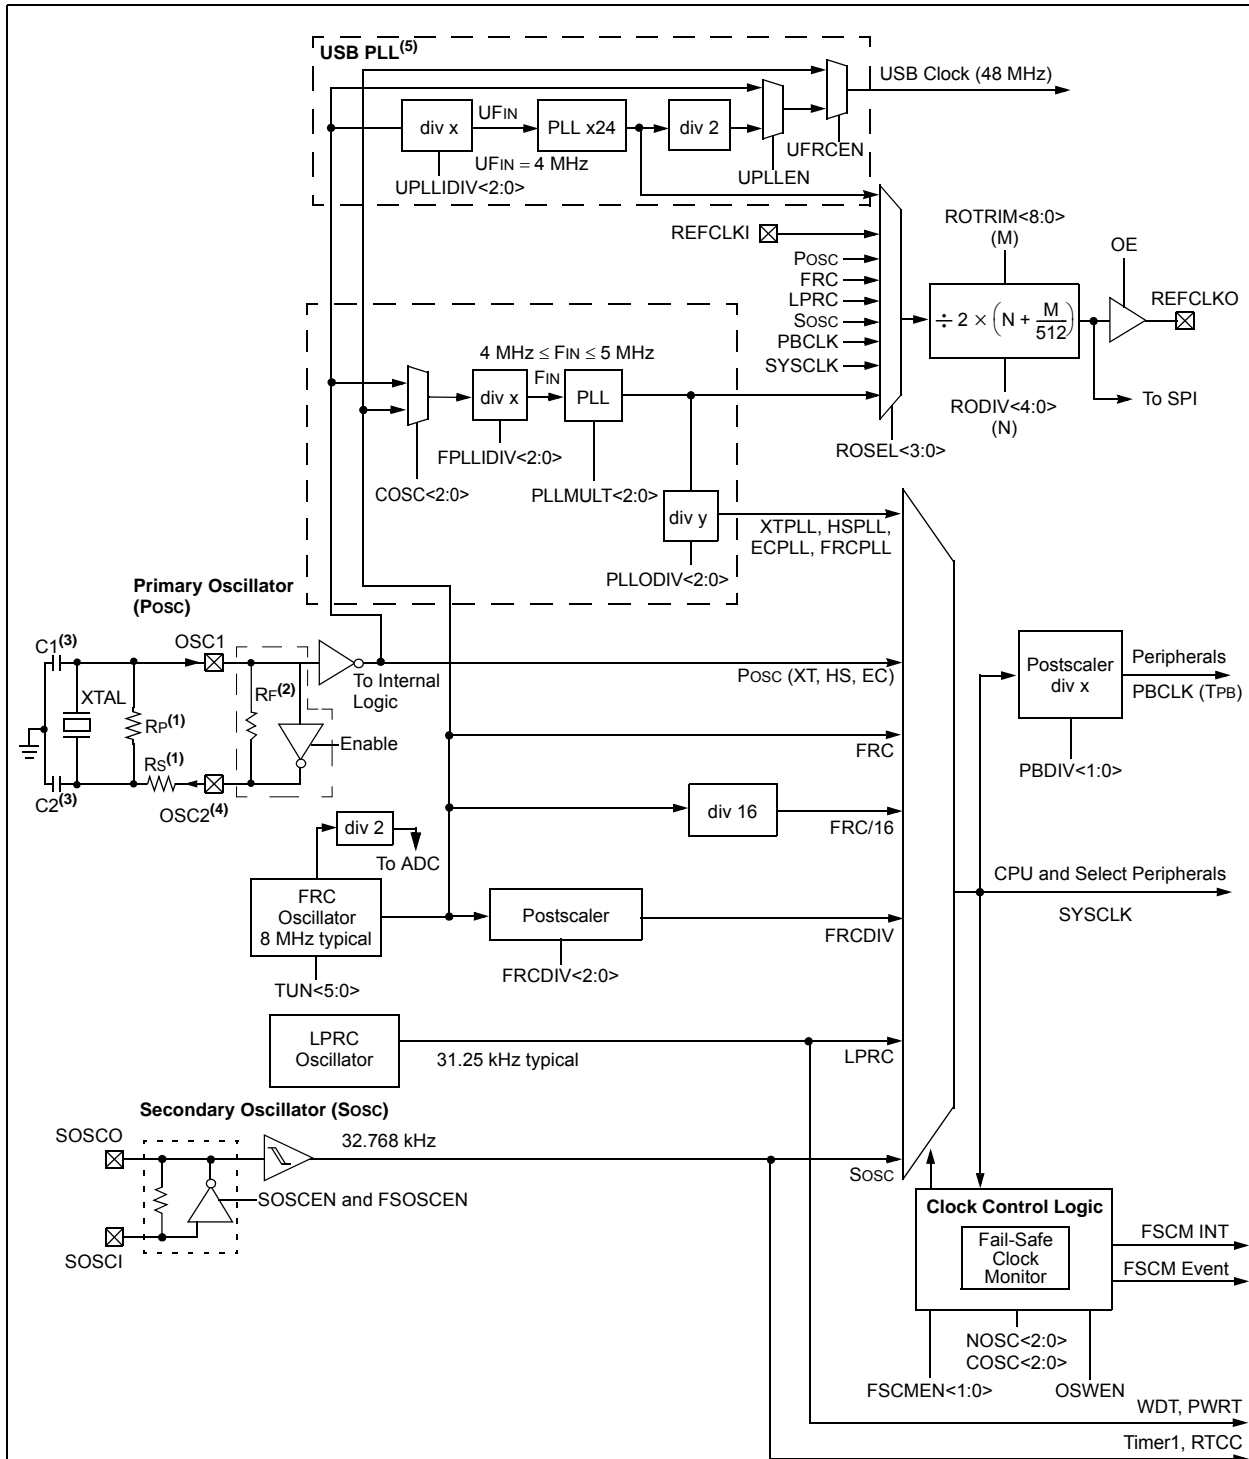 USB PLL(5)
USB Clock (48 MHz)
UFIN
div x
PLL x24
div 2
UFIN = 4 MHz
UFRCEN
UPLLIDIV<2:0>
UPLLEN
ROTRIM<8:0>
(M)
REFCLKI
OE
POSC
FRC
LPRC
SOSC
PBCLK
SYSCLK
REFCLKO
÷ 2 × (N + M/512)
4 MHz ≤ FIN ≤ 5 MHz
FIN
div x
PLL
To SPI
RODIV<4:0>
(N)
ROSEL<3:0>
FPLLIDIV<2:0>
COSC<2:0>
PLLMULT<2:0>
div y
XTPLL, HSPLL,
ECPLL, FRCPLL
PLLODIV<2:0>
Primary Oscillator
(POSC)
C1(3)
OSC1
XTAL
RF(2)
To Internal
Logic
POSC (XT, HS, EC)
Postscaler
div x
Peripherals
PBCLK (TPB)
RP(1)
Enable
FRC
RS(1)
PBDIV<1:0>
C2(3)
OSC2(4)
div 2
div 16
FRC/16
To ADC
CPU and Select Peripherals
SYSCLK
FRC
Oscillator
8 MHz typical
Postscaler
FRCDIV
TUN<5:0>
FRCDIV<2:0>
LPRC
Oscillator
31.25 kHz typical
LPRC
Secondary Oscillator (SOSC)
SOSCO
32.768 kHz
SOSC
SOSCEN and FSOSCEN
SOSCI
Clock Control Logic
Fail-Safe
Clock
Monitor
FSCM INT
FSCM Event
NOSC<2:0>
COSC<2:0>
FSCMEN<1:0>
OSWEN
WDT, PWRT
Timer1, RTCC